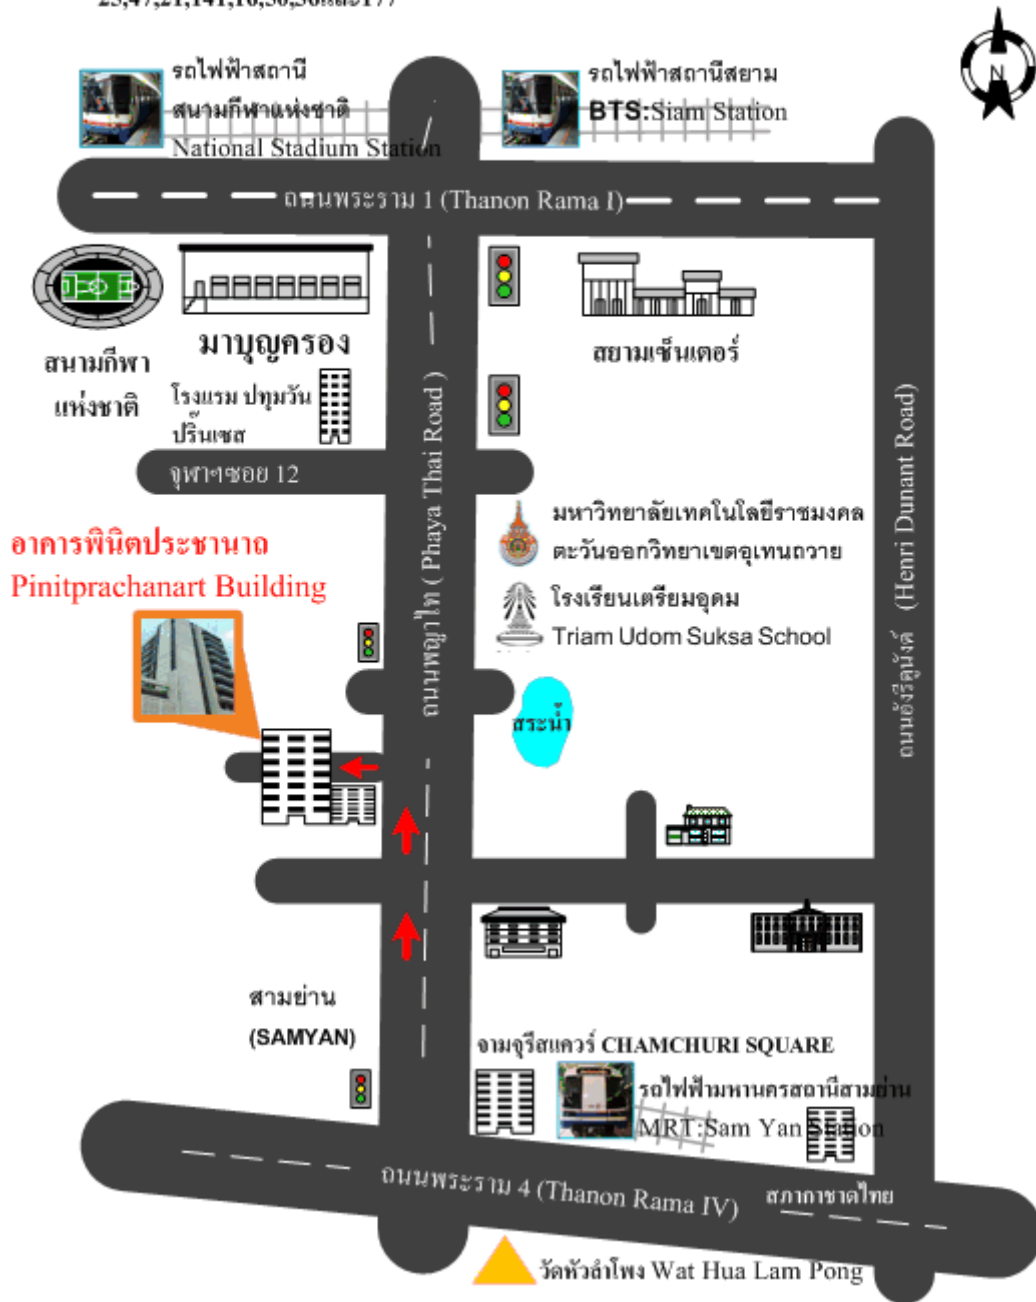 รถไฟฟ้าสถานี
สนามกีฬาแห่งชาติ
National Stadium Station
รถไฟฟ้าสถานีสยาม
BTS:Siam Station
N
ถนนพระราม 1 (Thanon Rama I)
สนามกีฬา
แห่งชาติ
มาบุญครอง
สยามเซ็นเตอร์
โรงแรม ปทุมวัน
ปริ๊นเซส
จุฬาฯซอย 12
ถนนพญาไท ( Phaya Thai Road )
ถนนอังรีดูนังต์ (Henri Dunant Road)
มหาวิทยาลัยเทคโนโลยีราชมงคล
ตะวันออกวิทยาเขตอุเทนถวาย
อาคารพินิตประชานาถ
Pinitprachanart Building
โรงเรียนเตรียมอุดม
Triam Udom Suksa School
สระน้ำ
สามย่าน
(SAMYAN)
จามจุรีสแควร์ CHAMCHURI SQUARE
รถไฟฟ้ามหานครสถานีสามย่าน
MRT:Sam Yan Station
ถนนพระราม 4 (Thanon Rama IV)
สภากาชาดไทย
วัดหัวลำโพง Wat Hua Lam Pong